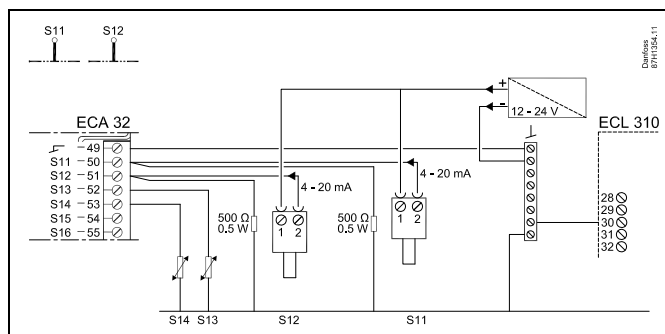 S11 S12
Danfoss
87H1354.11
+
-
12 - 24 V
ECA 32
ECL 310
49
S11 - 50
S12 - 51
S13 - 52
S14 - 53
S15 - 54
S16 - 55
4 - 20 mA
4 - 20 mA
500 Ω
0.5 W
1 2
500 Ω
0.5 W
1 2
28
29
30
31
32
S14 S13 S12 S11